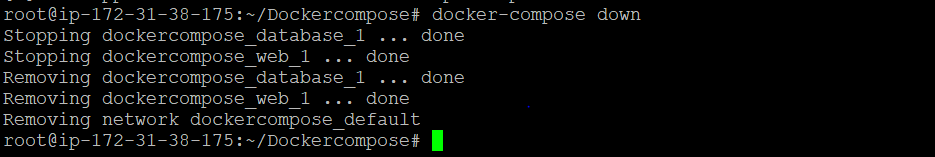 root@ip-172-31-38-175:~/Dockercompose# docker-compose down
Stopping dockercompose_database_1 ... done
Stopping dockercompose_web_1 ... done
Removing dockercompose_database_1 ... done
Removing dockercompose_web_1 ... done
Removing network dockercompose_default
root@ip-172-31-38-175:~/Dockercompose#